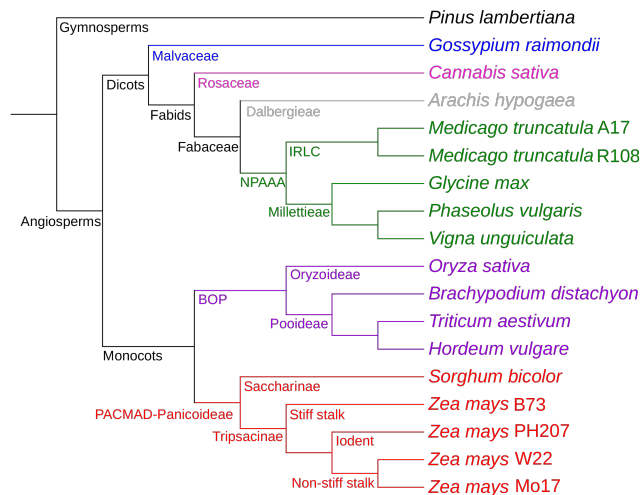 Pinus lambertiana
Gymnosperms
Gossypium raimondii
Malvaceae
Cannabis sativa
Rosaceae
Dicots
Arachis hypogaea
Dalbergieae
Fabids
Medicago truncatula A17
Fabaceae
IRLC
Medicago truncatula R108
NPAAA
Glycine max
Millettieae
Phaseolus vulgaris
Angiosperms
Vigna unguiculata
Oryza sativa
Oryzoideae
BOP
Brachypodium distachyon
Pooideae
Triticum aestivum
Hordeum vulgare
Monocots
Sorghum bicolor
Saccharinae
Zea mays B73
PACMAD-Panicoideae
Stiff stalk
Zea mays PH207
Tripsacinae
Iodent
Zea mays W22
Non-stiff stalk
Zea mays Mo17